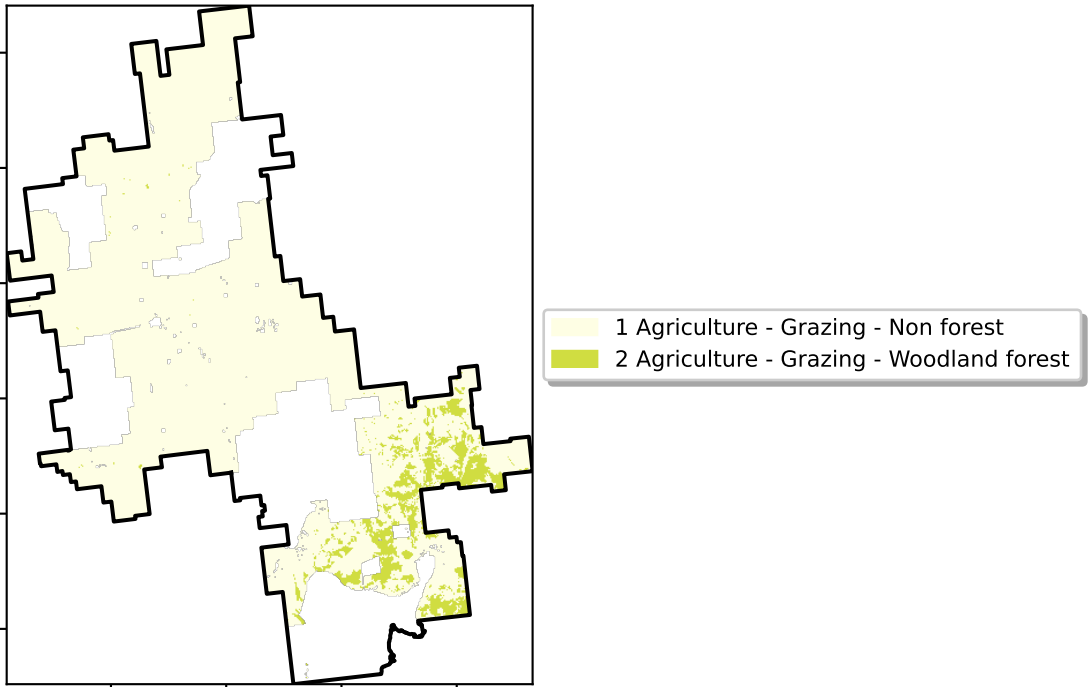 1 Agriculture - Grazing - Non forest
2 Agriculture - Grazing - Woodland forest